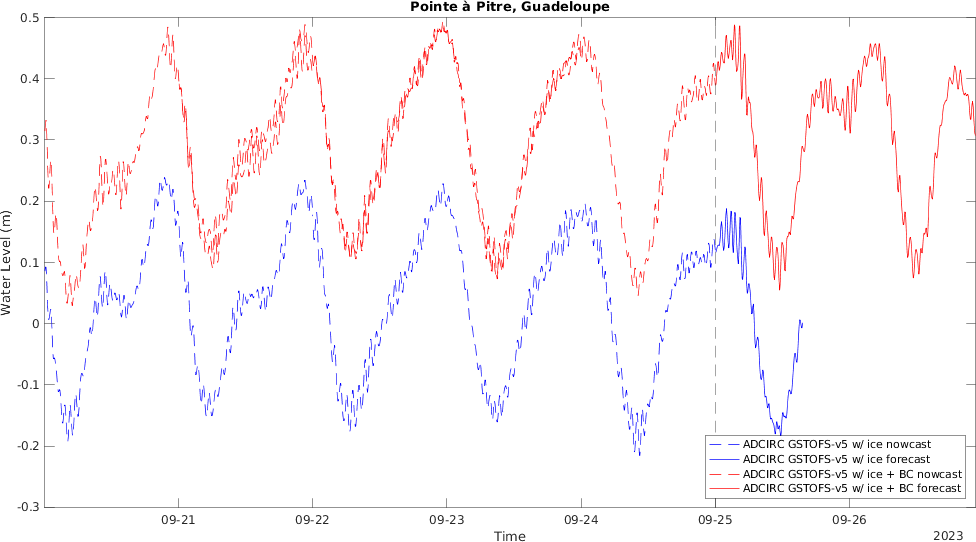 Pointe à Pitre, Guadeloupe
0.5
0.4
0.3
0.2
0.1
0
-0.1
-0.2
-0.3
Water Level (m)
09-21
09-22
09-23
09-24
09-25
09-26
Time
2023
ADCIRC GSTOFS-v5 w/ ice nowcast
ADCIRC GSTOFS-v5 w/ ice forecast
ADCIRC GSTOFS-v5 w/ ice + BC nowcast
ADCIRC GSTOFS-v5 w/ ice + BC forecast